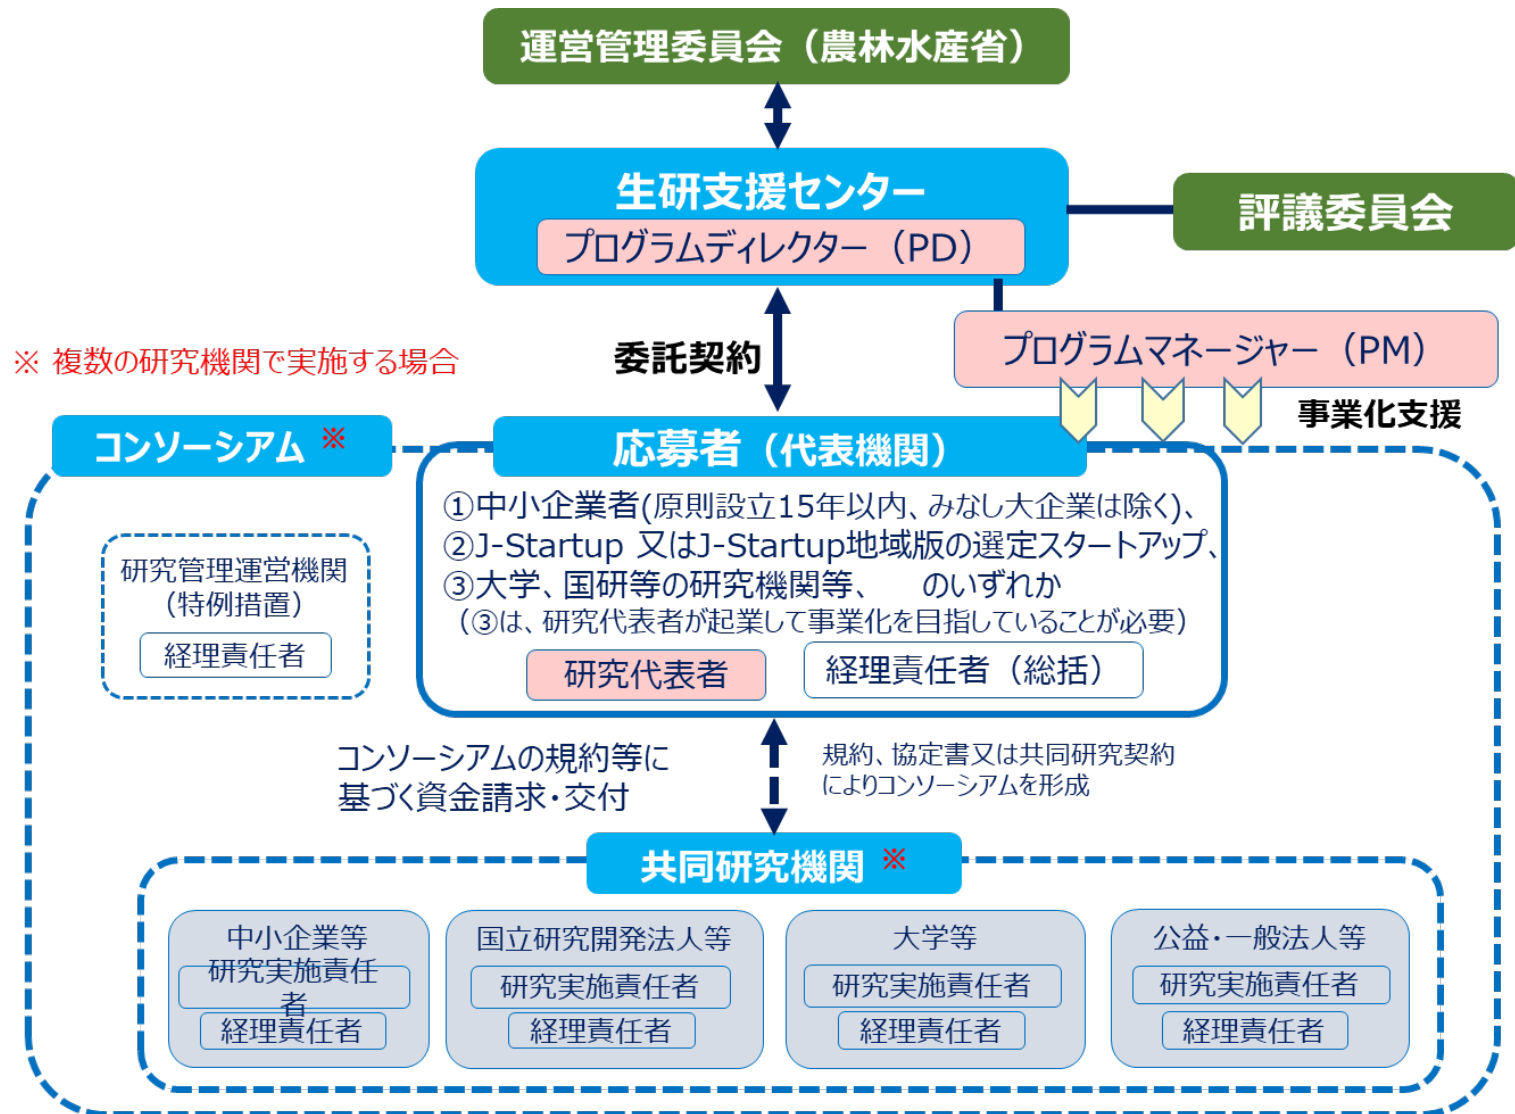 運営管理委員会（農林水産省）
生研支援センター
プログラムディレクター（PD）
評議委員会
プログラムマネージャー（PM）
委託契約
※ 複数の研究機関で実施する場合
事業化支援
コンソーシアム ※
応募者（代表機関）
①中小企業者(原則設立15年以内、みなし大企業は除く)、
②J-Startup 又はJ-Startup地域版の選定スタートアップ、
③大学、国研等の研究機関等、 のいずれか
（③は、研究代表者が起業して事業化を目指していることが必要）
研究代表者
経理責任者（総括）
研究管理運営機関
（特例措置）
経理責任者
コンソーシアムの規約等に
基づく資金請求・交付
規約、協定書又は共同研究契約
によりコンソーシアムを形成
共同研究機関 ※
中小企業等
研究実施責任
者
経理責任者
国立研究開発法人等
研究実施責任者
経理責任者
大学等
研究実施責任者
経理責任者
公益・一般法人等
研究実施責任者
経理責任者